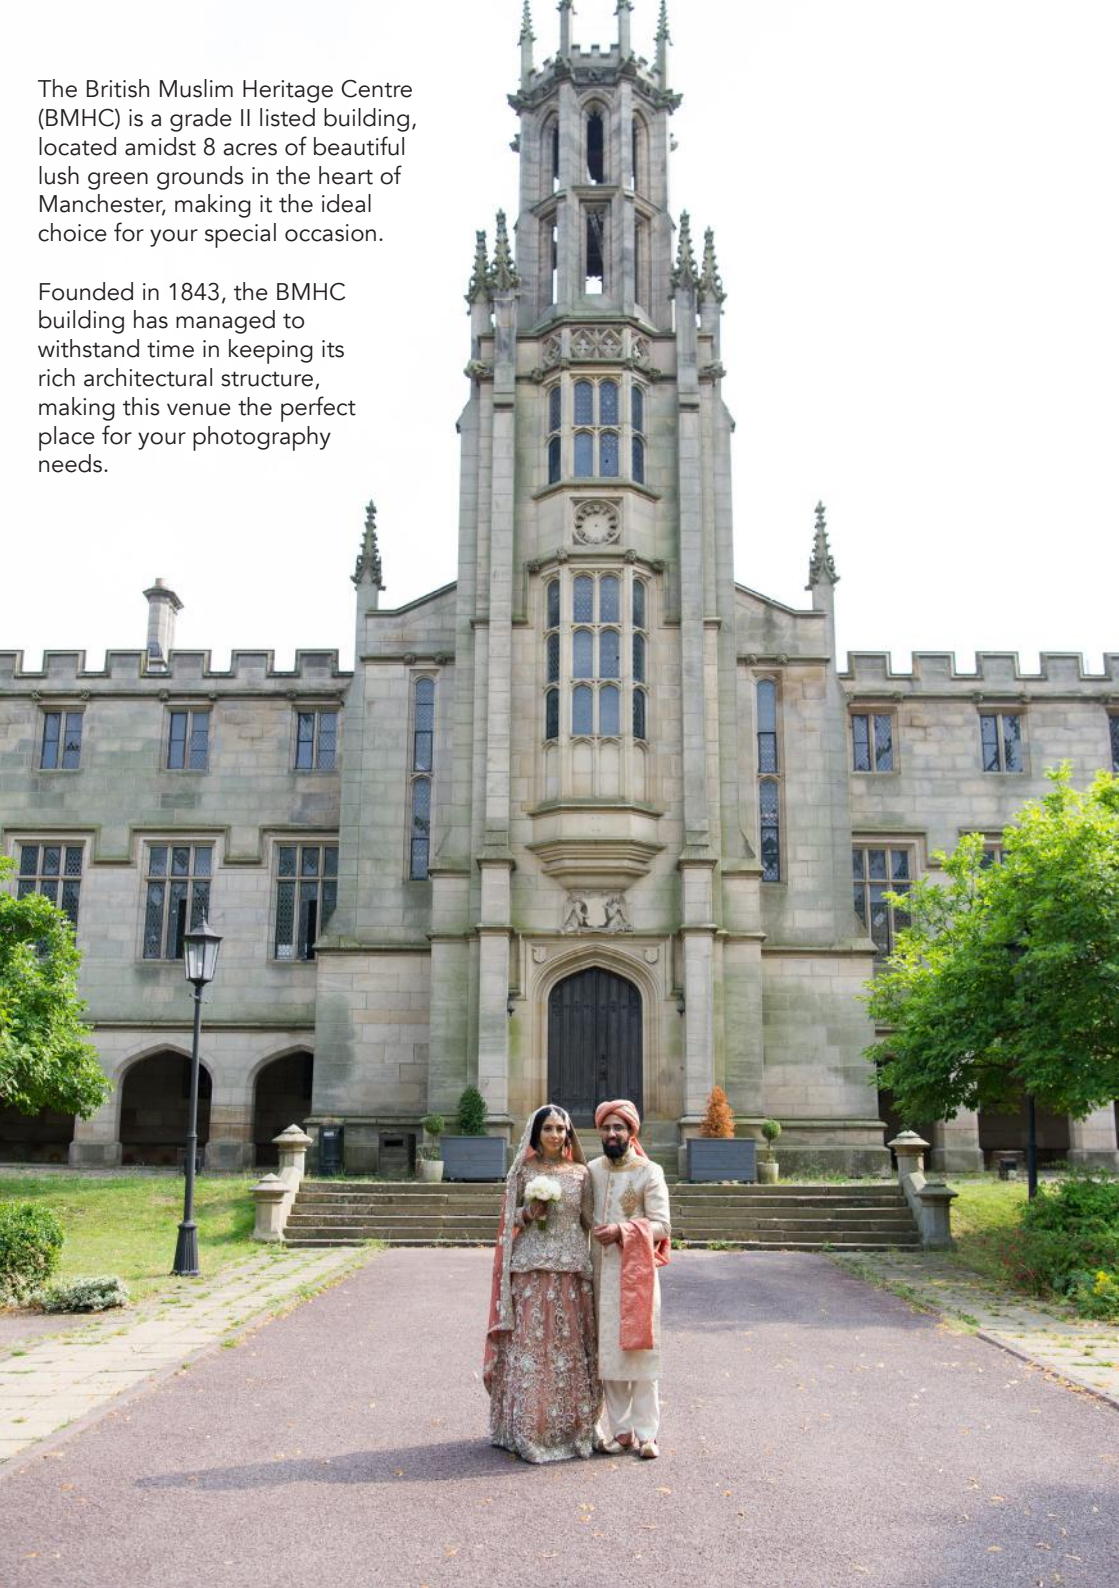 The British Muslim Heritage Centre
(BMHC) is a grade II listed building,
located amidst 8 acres of beautiful
lush green grounds in the heart of
Manchester, making it the ideal
choice for your special occasion.
Founded in 1843, the BMHC
building has managed to
withstand time in keeping its
rich architectural structure,
making this venue the perfect
place for your photography
needs.